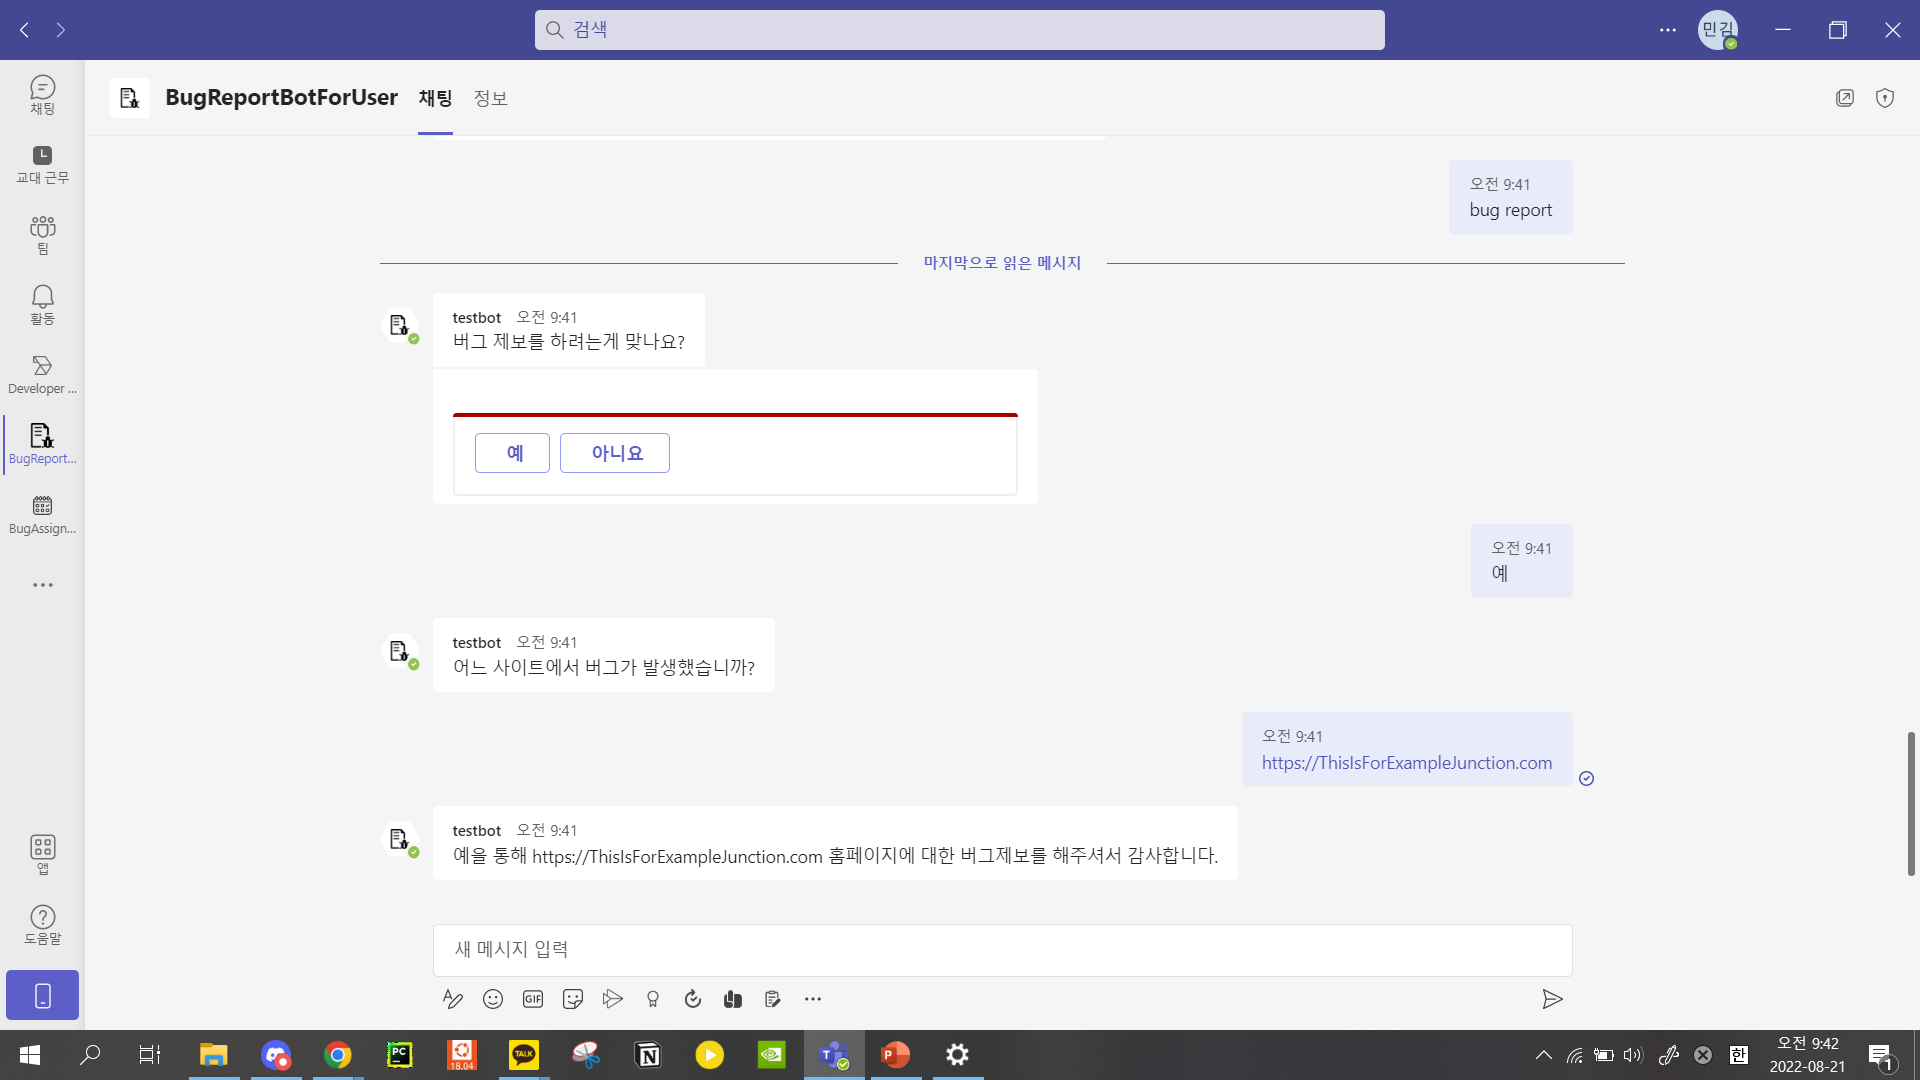 검색
민김
채팅
교대 근무
팀
활동
Developer ...
BugReport...
BugAssign...
앱
도움말
BugReportBotForUser 채팅 정보
오전 9:41
bug report
마지막으로 읽은 메시지
testbot 오전 9:41
버그 제보를 하려는게 맞나요?
예 아니요
오전 9:41
예
testbot 오전 9:41
어느 사이트에서 버그가 발생했습니까?
오전 9:41
https://ThisIsForExampleJunction.com
testbot 오전 9:41
예을 통해 https://ThisIsForExampleJunction.com 홈페이지에 대한 버그제보를 해주셔서 감사합니다.
새 메시지 입력
GIF
PC
18.04
TALK
N
T
P
한
오전 9:42
2022-08-21
1